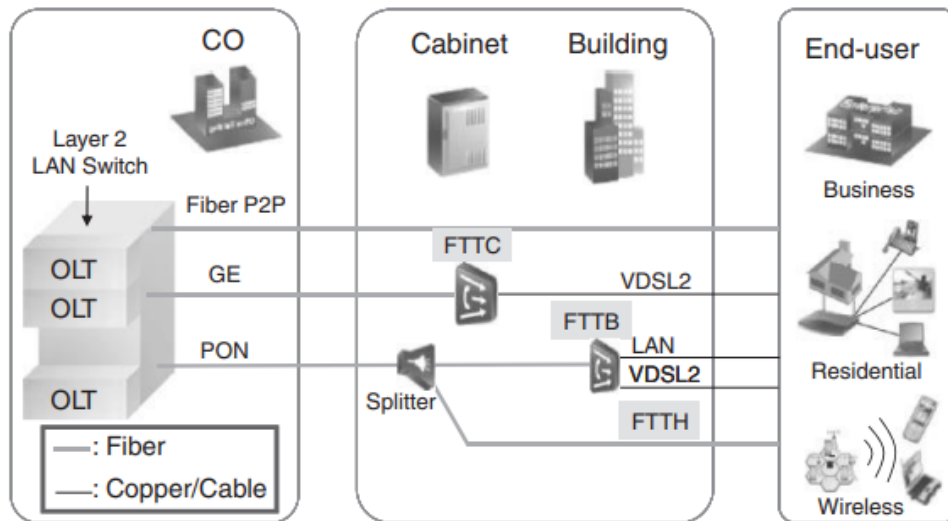 CO
Cabinet
Building
End-user
Layer 2
LAN Switch
Business
Fiber P2P
FTTC
OLT
GE
VDSL2
OLT
FTTB
LAN
PON
VDSL2
Residential
OLT
Splitter
FTTH
: Fiber
: Copper/Cable
Wireless